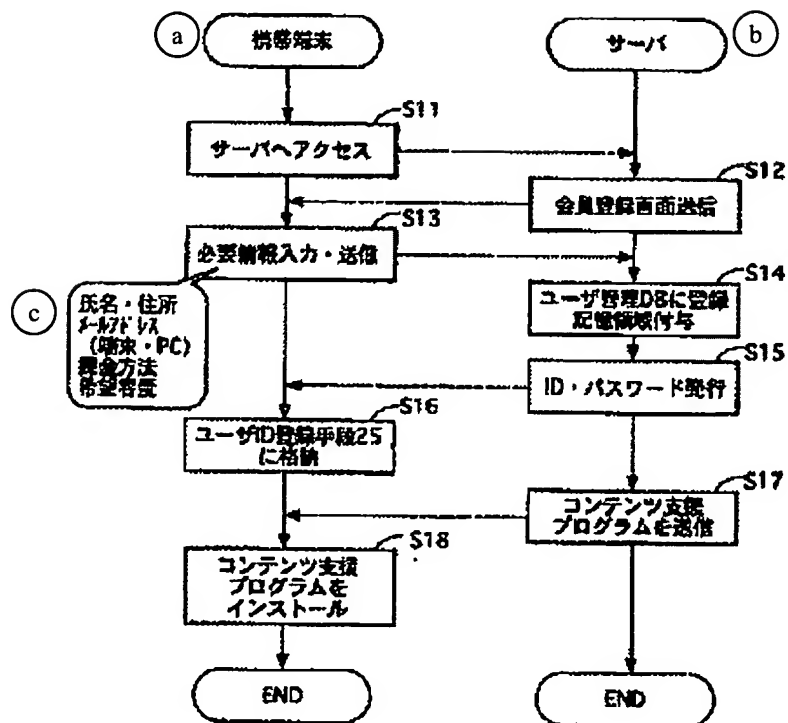 a
携帯端末
サーバ
b
S11
サーバへアクセス
S12
会員登録画面送信
S13
必要情報入力・送信
c
氏名・住所
メールアドレス
(端末・PC)
課金方法
希望容量
S14
ユーザ管理DBに登録
記憶領域付与
S15
ID・パスワード発行
S16
ユーザID登録手段25
に格納
S17
コンテンツ支援
プログラムを送信
S18
コンテンツ支援
プログラムを
インストール
END
END